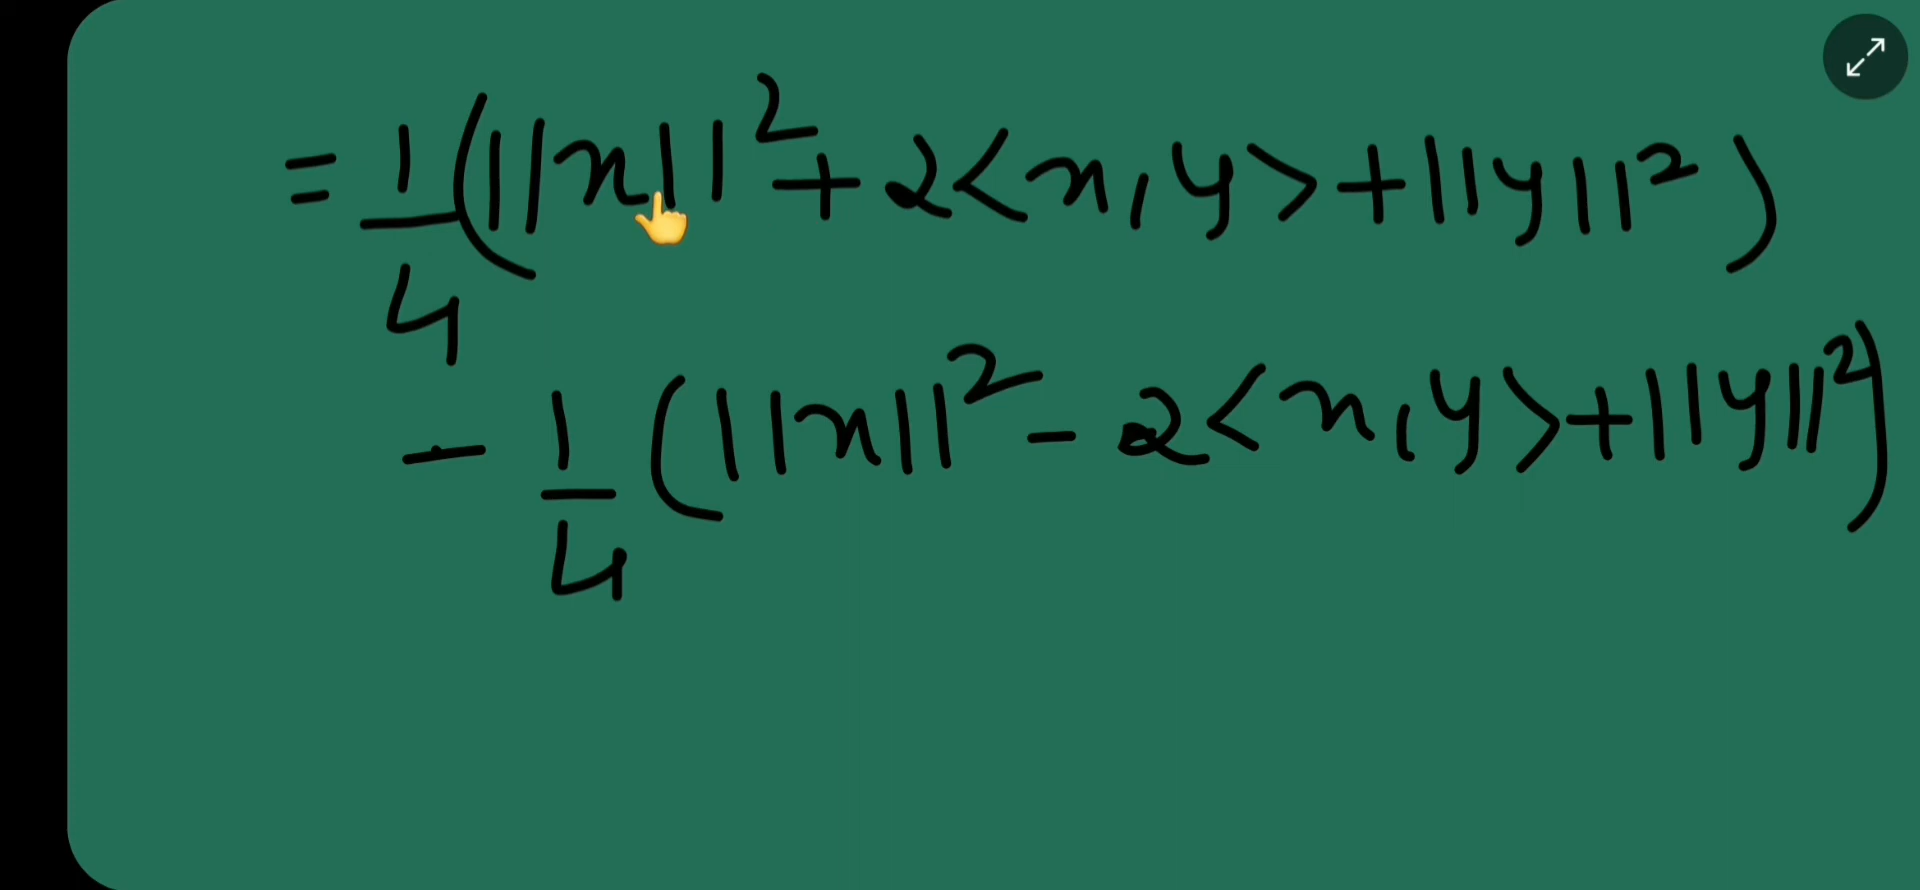 = 1/4 (||x||² + 2<x, y> + ||y||²)
- 1/4 (||x||² - 2<x, y> + ||y||²)